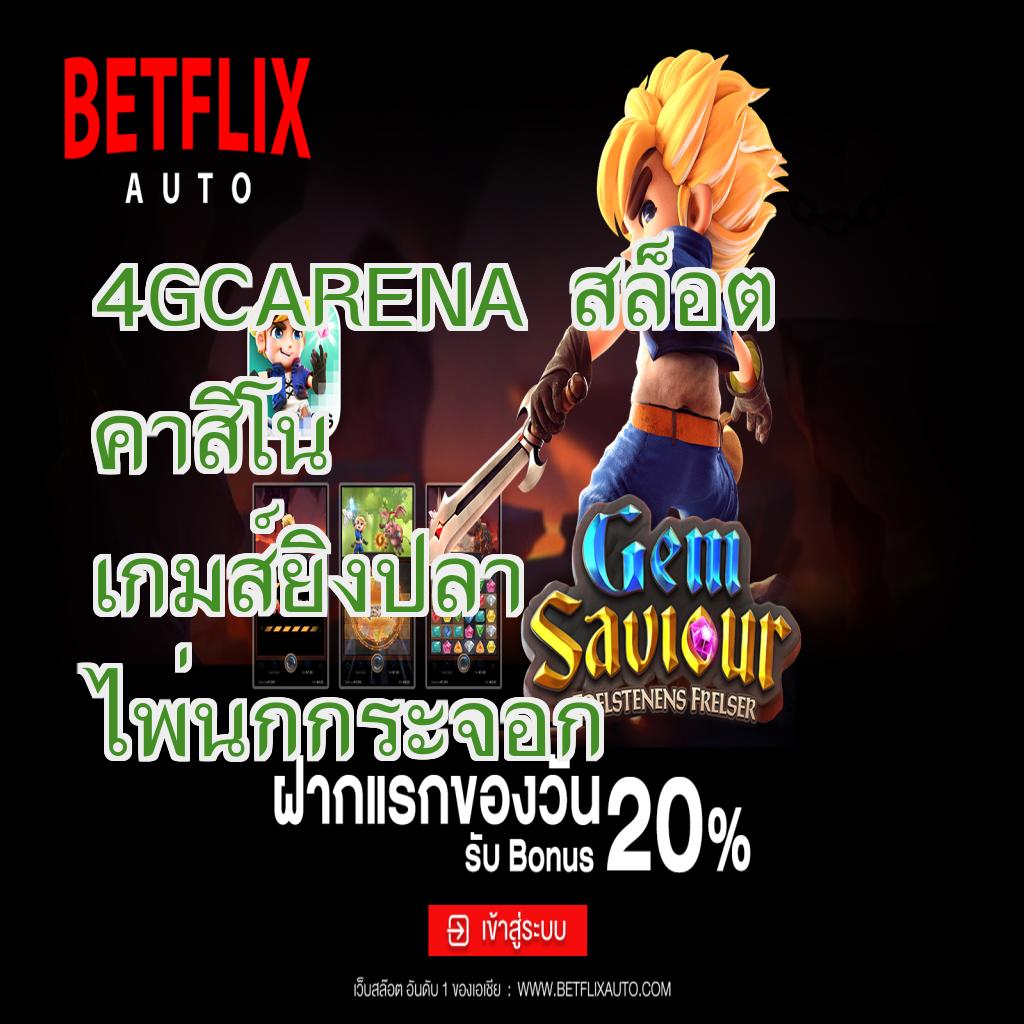 BETFLIX
AUTO
4GCARENA สล็อต
คาสิโน
เกมส์ยิงปลา
ไพ่นกกระจอก
Gem
Saviour
EDELSTENENS FRELSER
ฝากแรกของวัน 20%
รับ Bonus
เข้าสู่ระบบ
เว็บสล๊อต อันดับ 1 ของเอเชีย : WWW.BETFLIXAUTO.COM